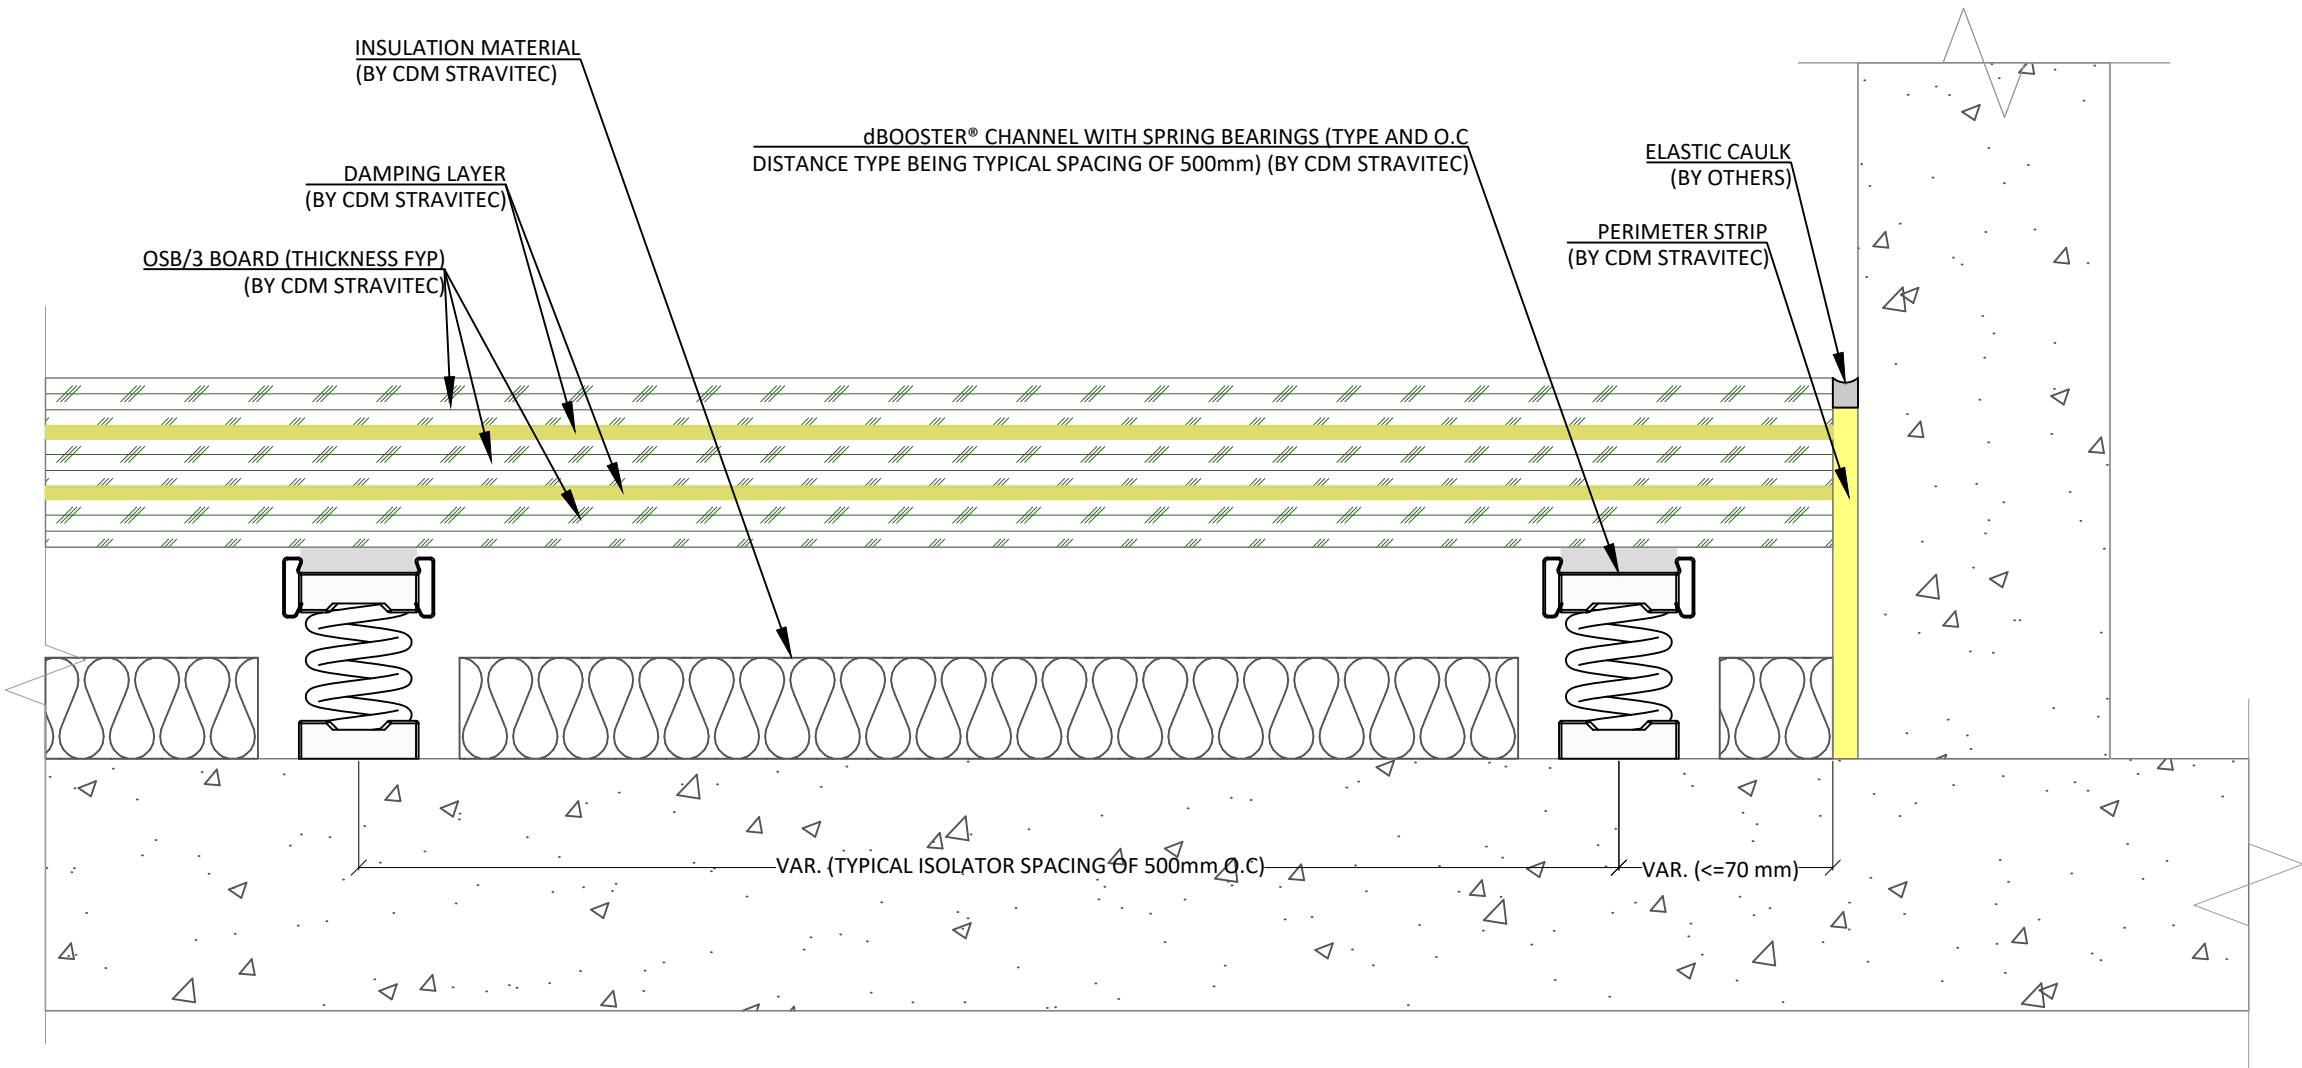 INSULATION MATERIAL
(BY CDM STRAVITEC)
dBOOSTER® CHANNEL WITH SPRING BEARINGS (TYPE AND O.C
DISTANCE TYPE BEING TYPICAL SPACING OF 500mm) (BY CDM STRAVITEC)
ELASTIC CAULK
(BY OTHERS)
DAMPING LAYER
(BY CDM STRAVITEC)
PERIMETER STRIP
(BY CDM STRAVITEC)
OSB/3 BOARD (THICKNESS FYP)
(BY CDM STRAVITEC)
VAR. (TYPICAL ISOLATOR SPACING OF 500mm O.C)
VAR. (<=70 mm)